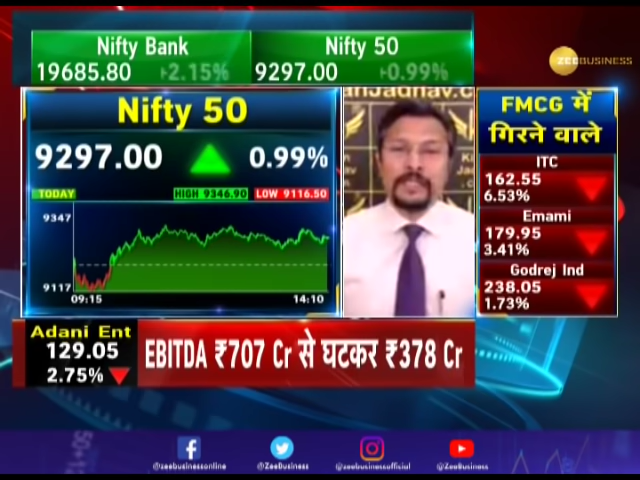 Nifty Bank
19685.80 2.15%
Nifty 50
9297.00 0.99%
ZEEBUSINESS
Nifty 50
9297.00 0.99%
TODAY HIGH 9346.90 LOW 9116.50
9347
9117
09:15 14:10
anJadhav.c
FMCG में
गिरने वाले
ITC
162.55
6.53%
Emami
179.95
3.41%
Godrej Ind
238.05
1.73%
Adani Ent
129.05
2.75%
EBITDA ₹707 Cr से घटकर ₹378 Cr
@zeebusinessonline
@ZeeBusiness
@zeebusinessofficial
@ZeeBusiness